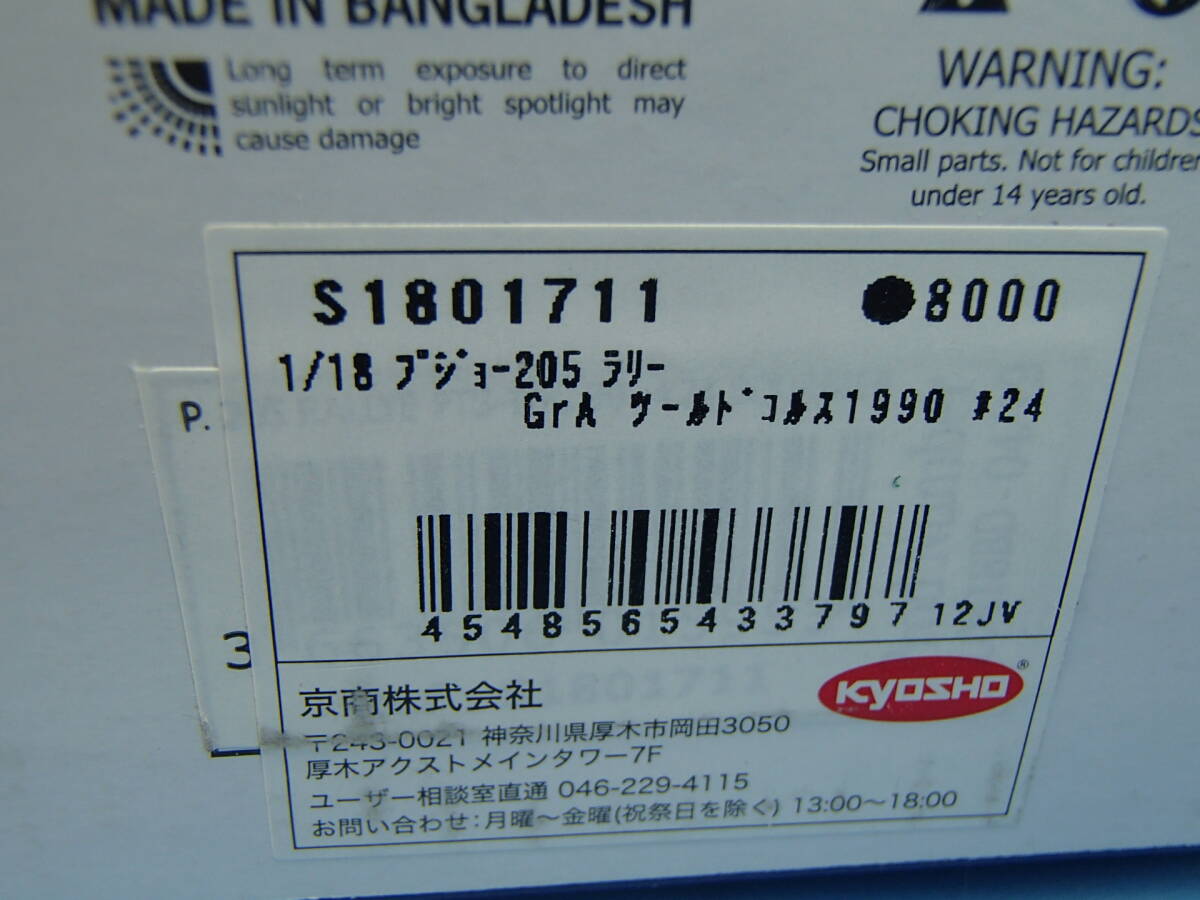 MADE IN BANGLADESH
Long term exposure to direct
sunlight or bright spotlight may
cause damage
WARNING:
CHOKING HAZARDS
Small parts. Not for children
under 14 years old.
S1801711 ●8000
1/18 プジョー205 ラリー
GrA ツールドコルス1990 #24
P.
3
4548565433797 12JV
京商株式会社
KYOSHO®
〒243-0021 神奈川県厚木市岡田3050
厚木アクストメインタワー7F
ユーザー相談室直通 046-229-4115
お問い合わせ:月曜〜金曜(祝祭日を除く) 13:00〜18:00